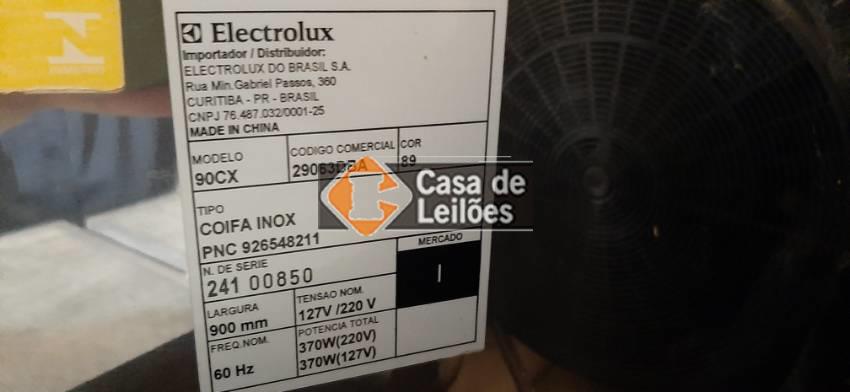 Electrolux
Importador / Distribuidor:
ELECTROLUX DO BRASIL S.A.
Rua Min.Gabriel Passos, 360
CURITIBA - PR - BRASIL
CNPJ 76.487.032/0001-25
MADE IN CHINA
MODELO
90CX
CODIGO COMERCIAL
COR
89
Casa de
Leilões
TIPO
COIFA INOX
PNC 926548211
MERCADO
I
N. DE SERIE
241 00850
LARGURA
900 mm
TENSAO NOM.
127V /220 V
FREQ.NOM.
60 Hz
POTENCIA TOTAL
370W(220V)
370W(127V)